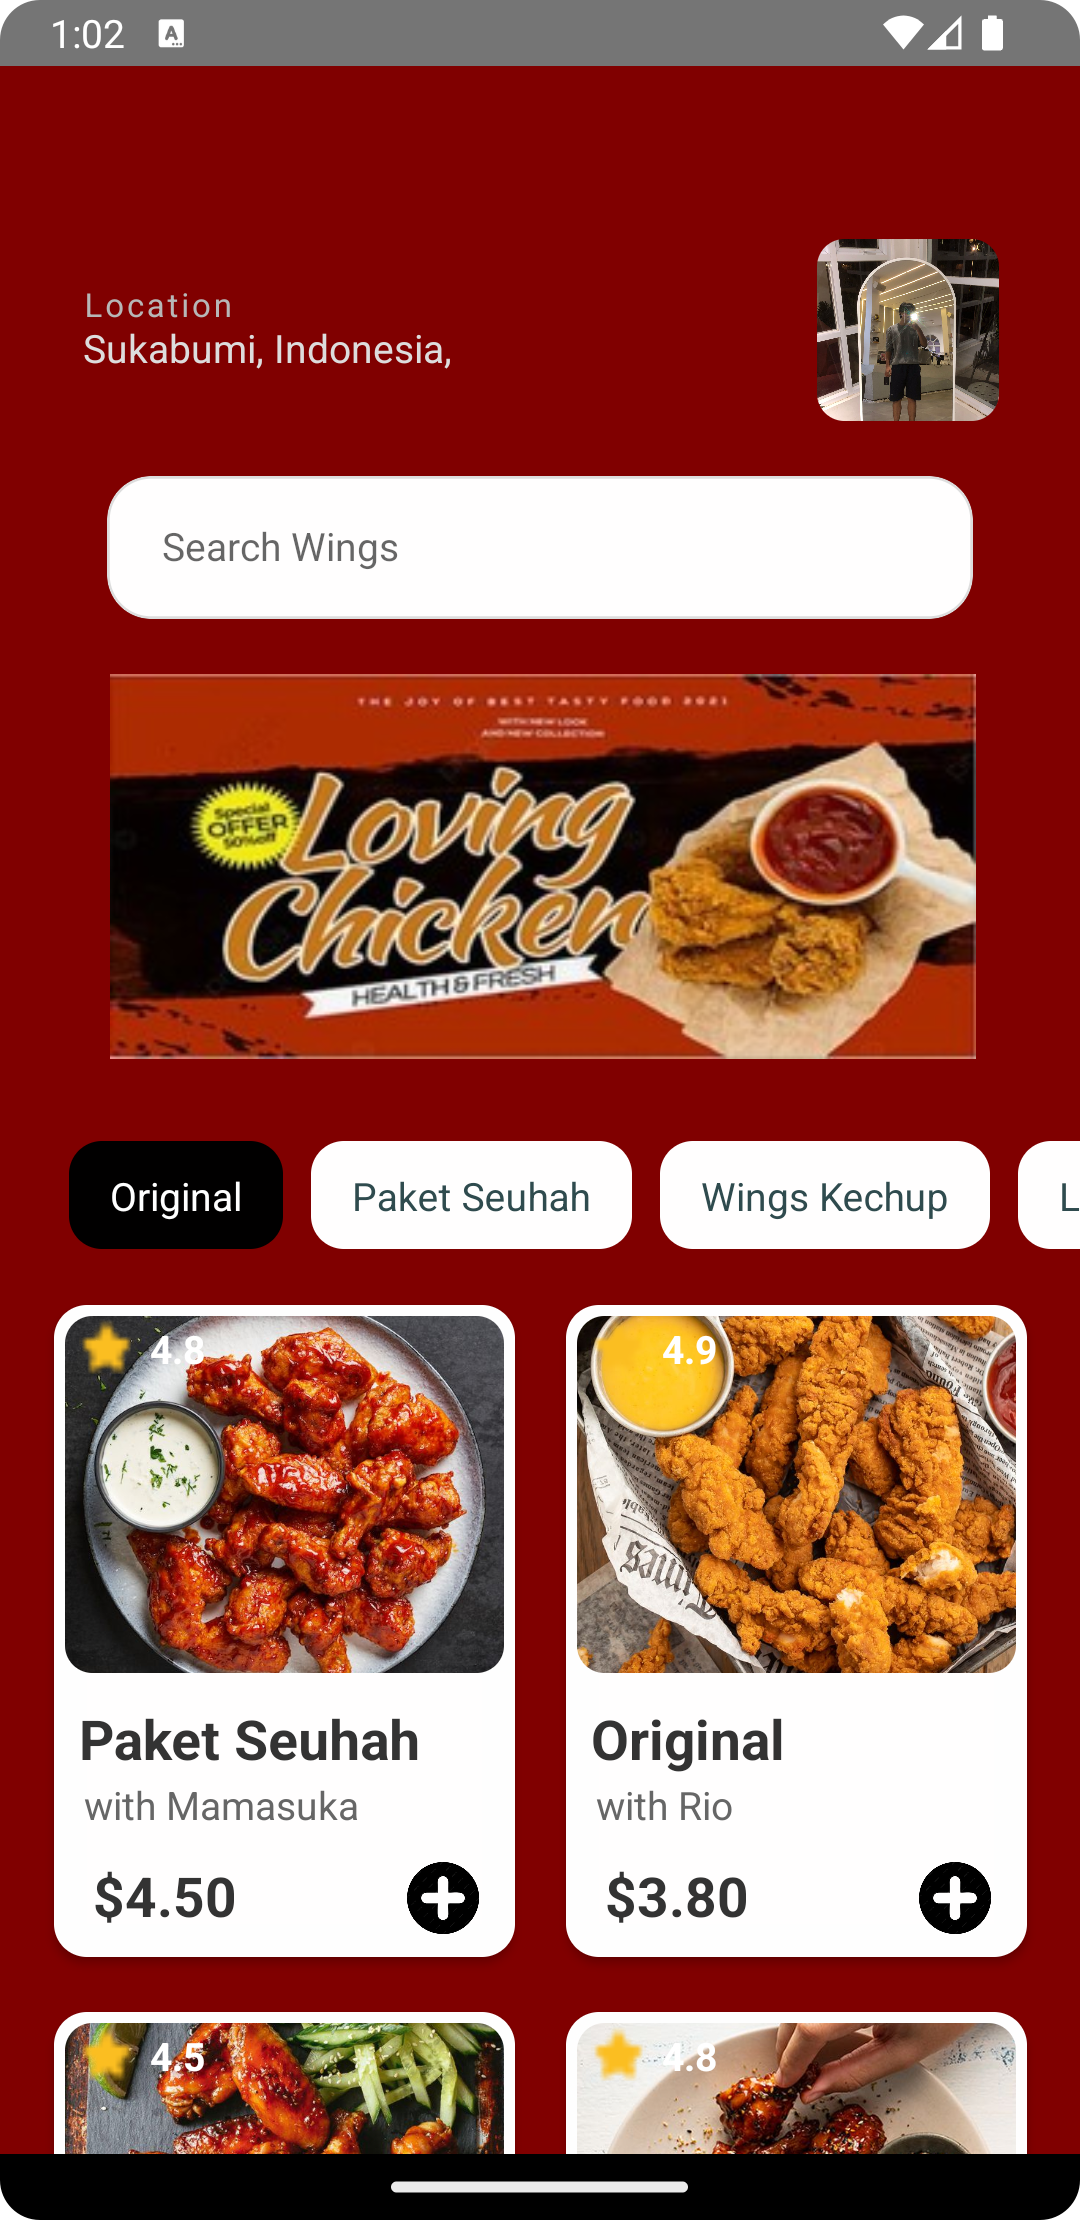 1:02
Location
Sukabumi, Indonesia,
Search Wings
THE JOY OF BEST TASTY FOOD 2021
WITH NEW LOOK
AND NEW COLLECTION
Special
OFFER
50% off
Loving
Chicken
HEALTH & FRESH
Original
Paket Seuhah
Wings Kechup
L
4.8
4.9
Times
Paket Seuhah
Original
with Mamasuka
with Rio
$4.50
$3.80
4.5
4.8